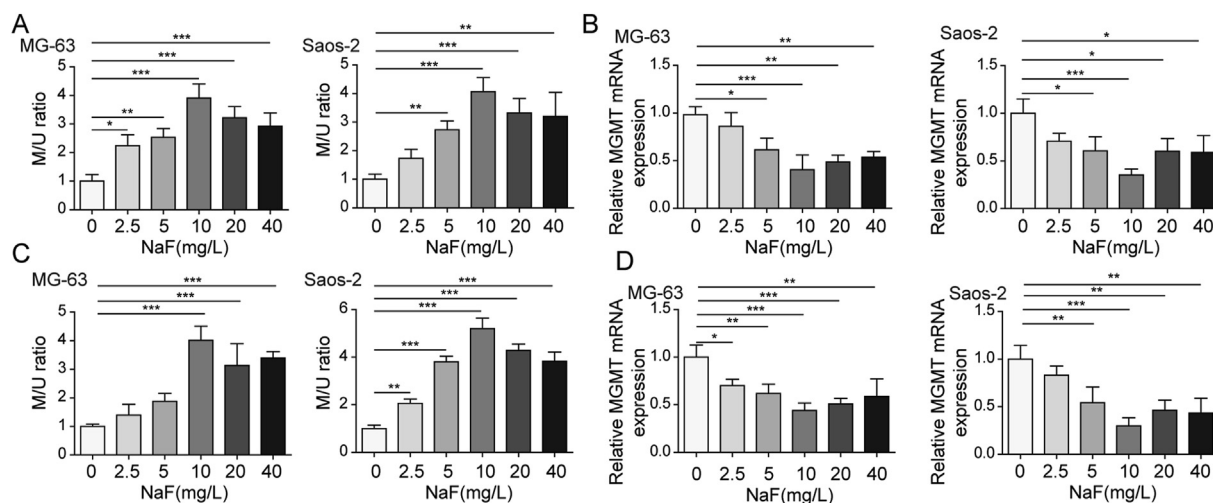 A
MG-63
***
***
***
**
*
M/U ratio
5
4
3
2
1
0
0 2.5 5 10 20 40
NaF(mg/L)
Saos-2
**
***
***
**
M/U ratio
5
4
3
2
1
0
0 2.5 5 10 20 40
NaF(mg/L)
B
MG-63
**
**
***
*
Relative MGMT mRNA
expression
1.5
1.0
0.5
0.0
0 2.5 5 10 20 40
NaF(mg/L)
Saos-2
*
*
***
*
Relative MGMT mRNA
expression
1.5
1.0
0.5
0.0
0 2.5 5 10 20 40
NaF(mg/L)
C
MG-63
***
***
***
M/U ratio
5
4
3
2
1
0
0 2.5 5 10 20 40
NaF(mg/L)
Saos-2
***
***
***
***
**
M/U ratio
6
4
2
0
0 2.5 5 10 20 40
NaF(mg/L)
D
MG-63
**
***
***
**
*
Relative MGMT mRNA
expression
1.5
1.0
0.5
0.0
0 2.5 5 10 20 40
NaF(mg/L)
Saos-2
**
**
***
**
Relative MGMT mRNA
expression
1.5
1.0
0.5
0.0
0 2.5 5 10 20 40
NaF(mg/L)